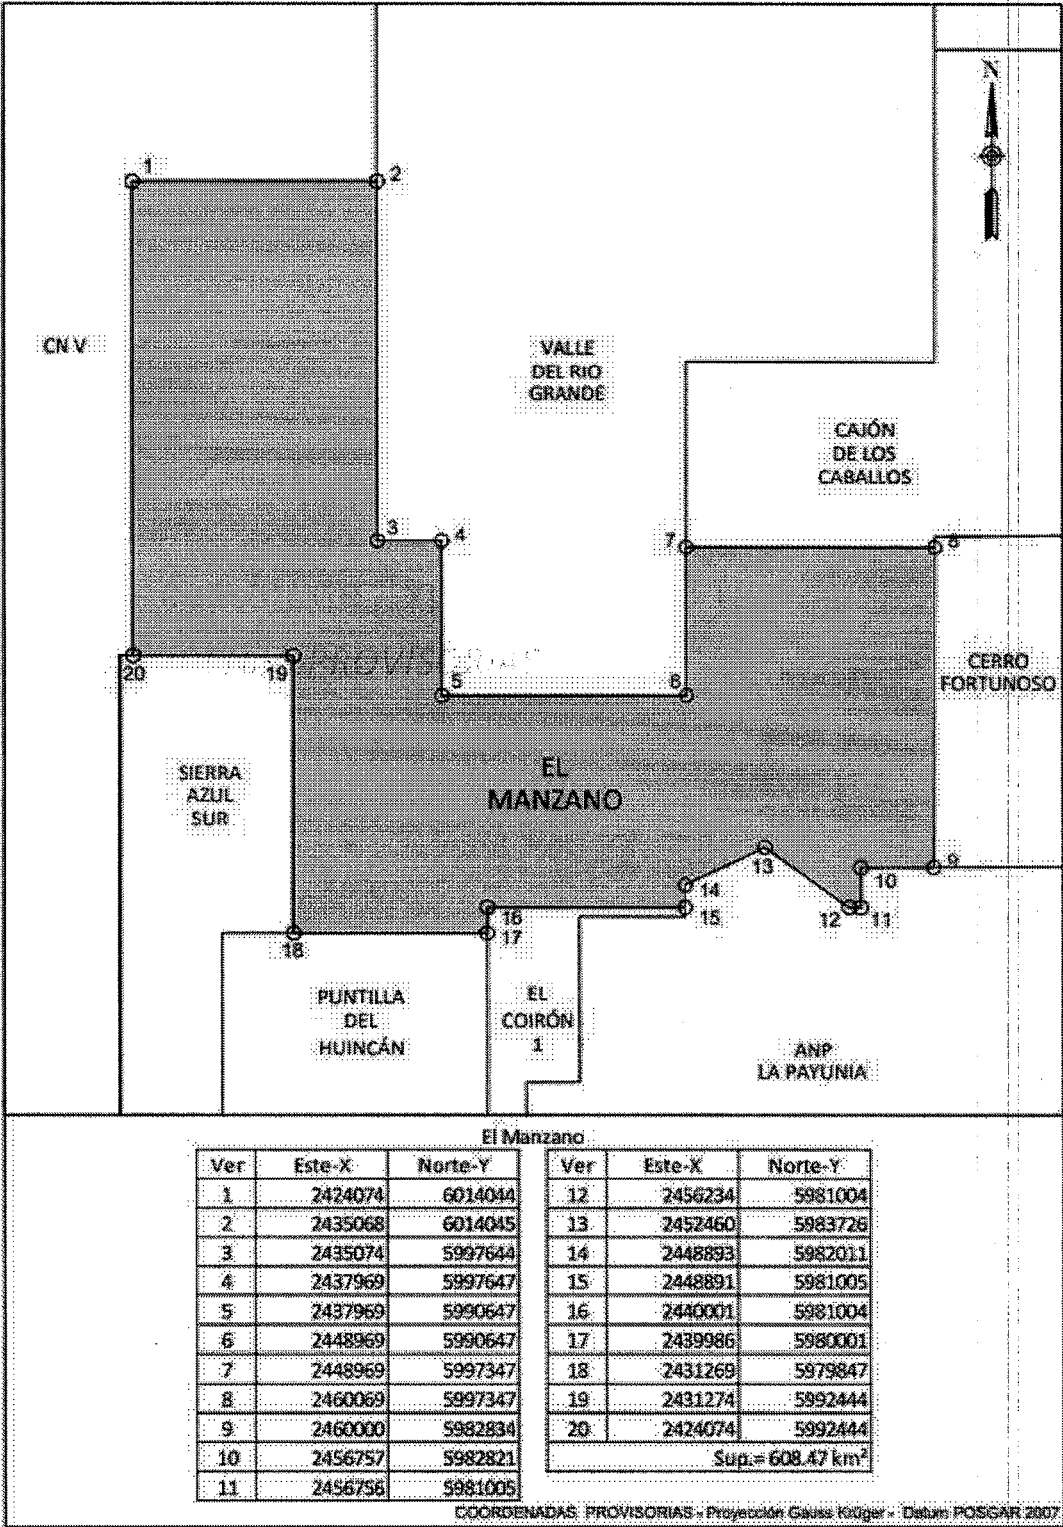 N
1
2
CN V
VALLE
DEL RIO
GRANDE
CAJÓN
DE LOS
CABALLOS
3
4
7
8
20
19
PROVIS
5
6
CERRO
FORTUNOSO
SIERRA
AZUL
SUR
EL
MANZANO
13
10
9
14
16
15
12
11
17
18
PUNTILLA
DEL
HUINCÁN
EL
COIRÓN
1
ANP
LA PAYUNIA
El Manzano
Ver Este-X Norte-Y Ver Este-X Norte-Y
1 2424074 6014044 12 2456234 5981004
2 2435068 6014045 13 2452460 5983726
3 2435074 5997644 14 2448893 5982011
4 2437969 5997647 15 2448891 5981005
5 2437969 5990647 16 2440001 5981004
6 2448969 5990647 17 2439986 5980001
7 2448969 5997347 18 2431269 5979847
8 2460069 5997347 19 2431274 5992444
9 2460000 5982834 20 2424074 5992444
10 2456757 5982821 Sup.= 608.47 km²
11 2456756 5981005
COORDENADAS PROVISORIAS - Proyección Gauss Krüger - Datum POSGAR 2007